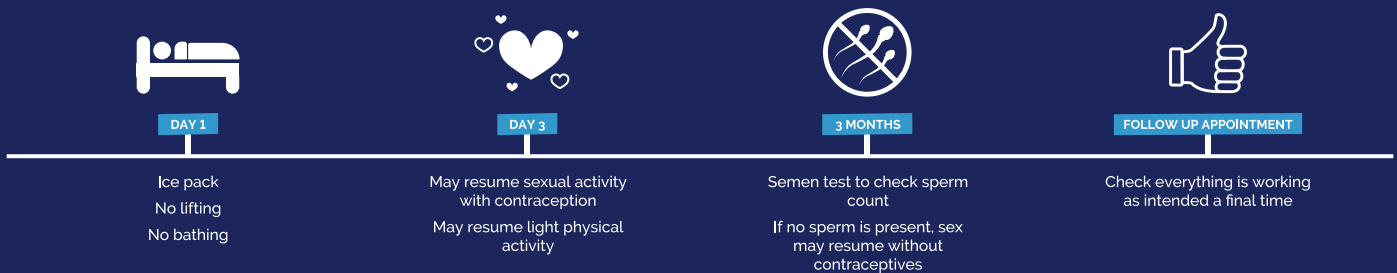 DAY 1
Ice pack
No lifting
No bathing
DAY 3
May resume sexual activity
with contraception
May resume light physical
activity
3 MONTHS
Semen test to check sperm
count
If no sperm is present, sex
may resume without
contraceptives
FOLLOW UP APPOINTMENT
Check everything is working
as intended a final time